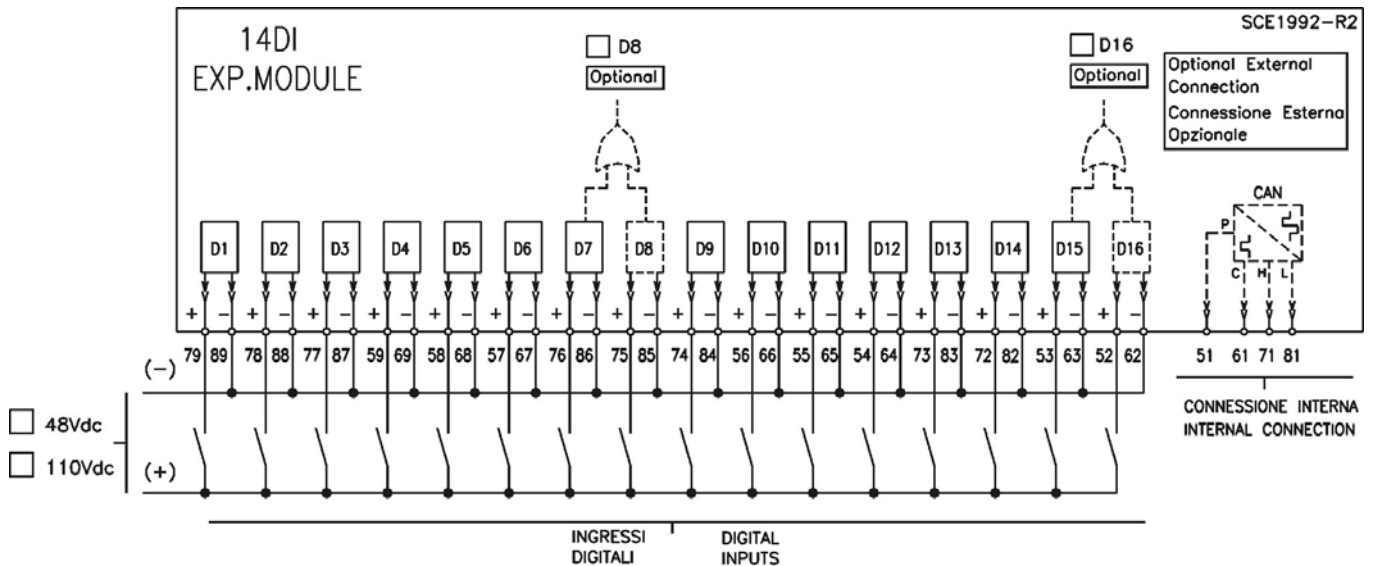 SCE1992-R2
14DI
EXP.MODULE
D8
Optional
D16
Optional
Optional External
Connection
Connessione Esterna
Opzionale
CAN
P
C H L
D1 D2 D3 D4 D5 D6 D7 D8 D9 D10 D11 D12 D13 D14 D15 D16
+ − + − + − + − + − + − + − + − + − + − + − + − + − + − + − + −
79 89 78 88 77 87 59 69 58 68 57 67 76 86 75 85 74 84 56 66 55 65 54 64 73 83 72 82 53 63 52 62 51 61 71 81
(−)
48Vdc
110Vdc
(+)
CONNESSIONE INTERNA
INTERNAL CONNECTION
INGRESSI
DIGITALI
DIGITAL
INPUTS